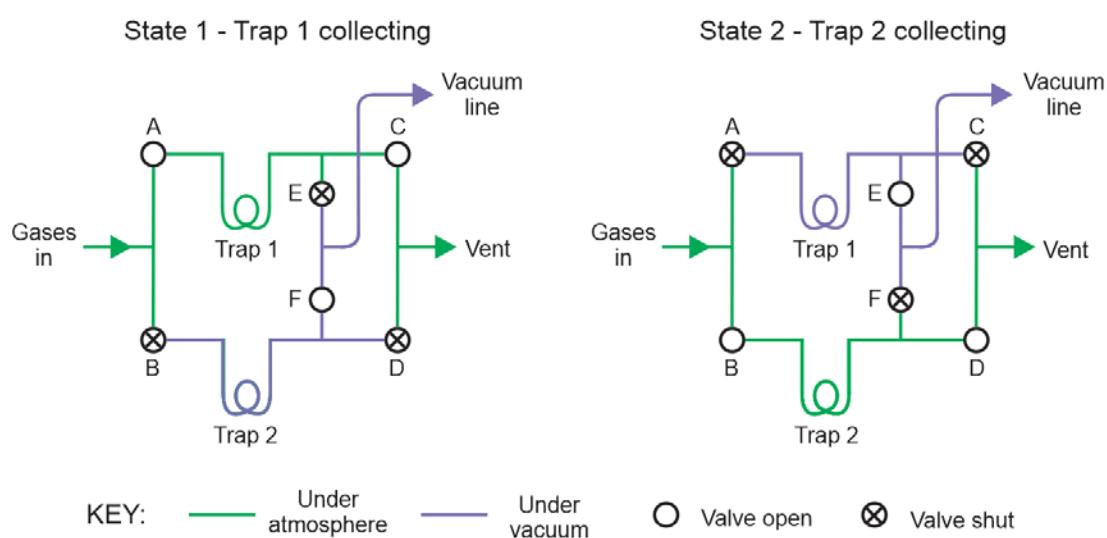 State 1 - Trap 1 collecting
Vacuum
line
A
C
E
Gases
in
Trap 1
Vent
F
B
D
Trap 2
State 2 - Trap 2 collecting
Vacuum
line
A
C
E
Gases
in
Trap 1
Vent
F
B
D
Trap 2
KEY:
Under
atmosphere
Under
vacuum
Valve open
Valve shut